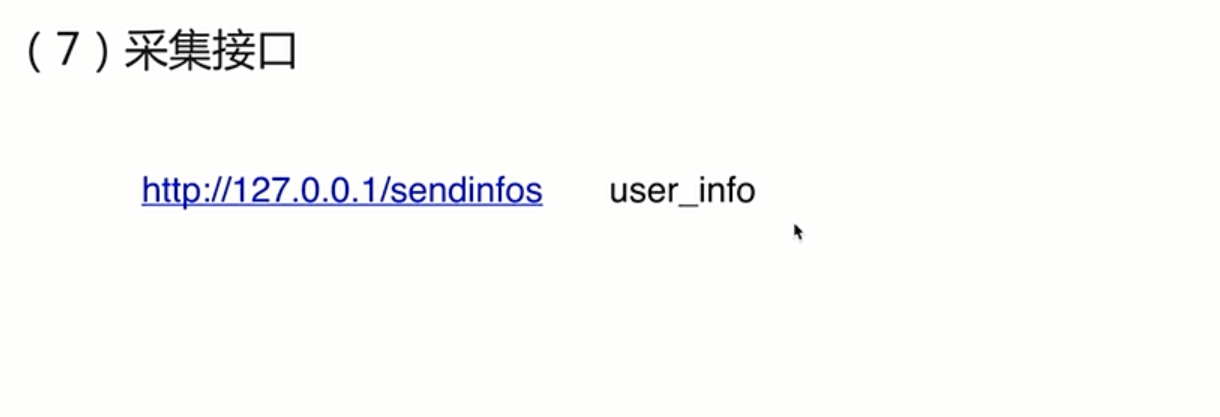 （7）采集接口
http://127.0.0.1/sendinfos user_info